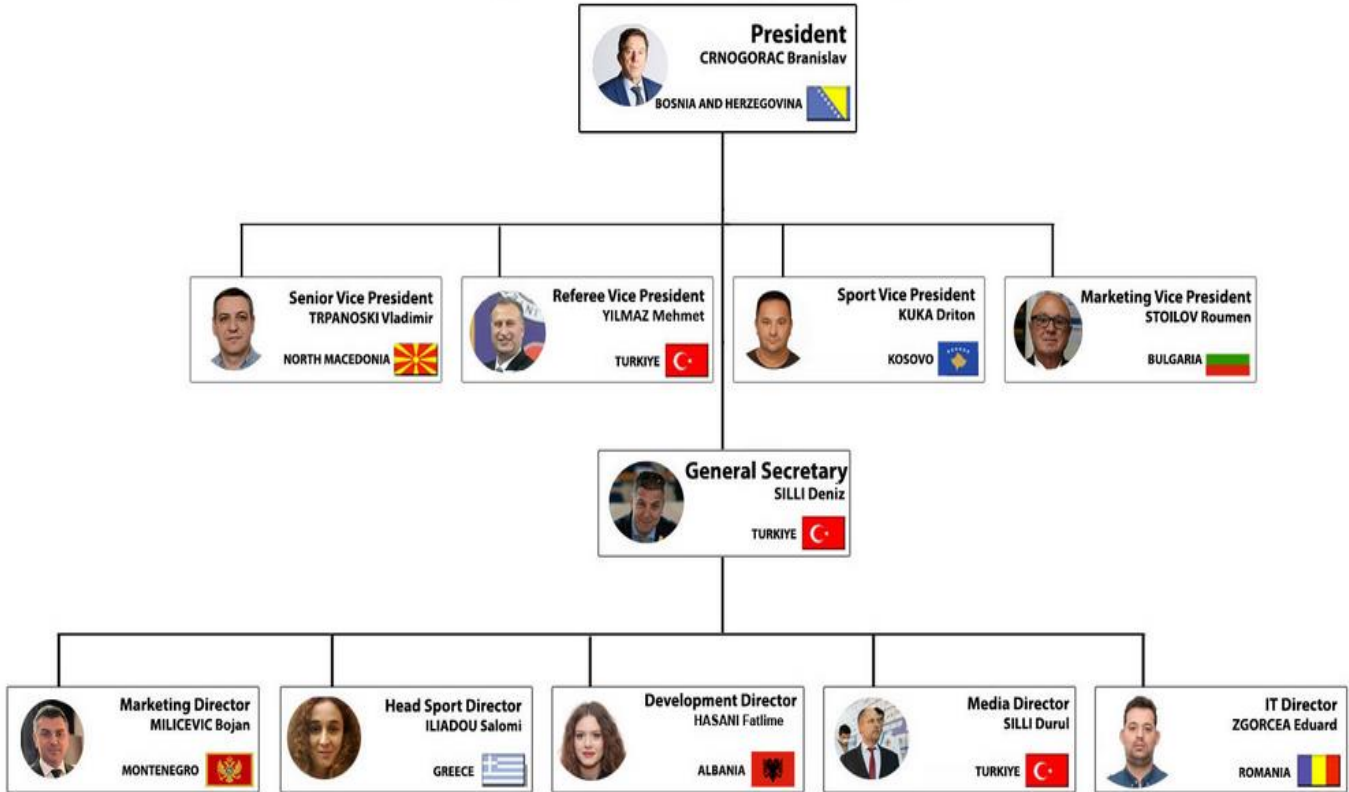 President
CRNOGORAC Branislav
BOSNIA AND HERZEGOVINA
Senior Vice President
TRPANOSKI Vladimir
NORTH MACEDONIA
Referee Vice President
YILMAZ Mehmet
TURKIYE
Sport Vice President
KUKA Driton
KOSOVO
Marketing Vice President
STOILOV Roumen
BULGARIA
General Secretary
SILLI Deniz
TURKIYE
Marketing Director
MILICEVIC Bojan
MONTENEGRO
Head Sport Director
ILIADOU Salomi
GREECE
Development Director
HASANI Fatlime
ALBANIA
Media Director
SILLI Durul
TURKIYE
IT Director
ZGORCEA Eduard
ROMANIA